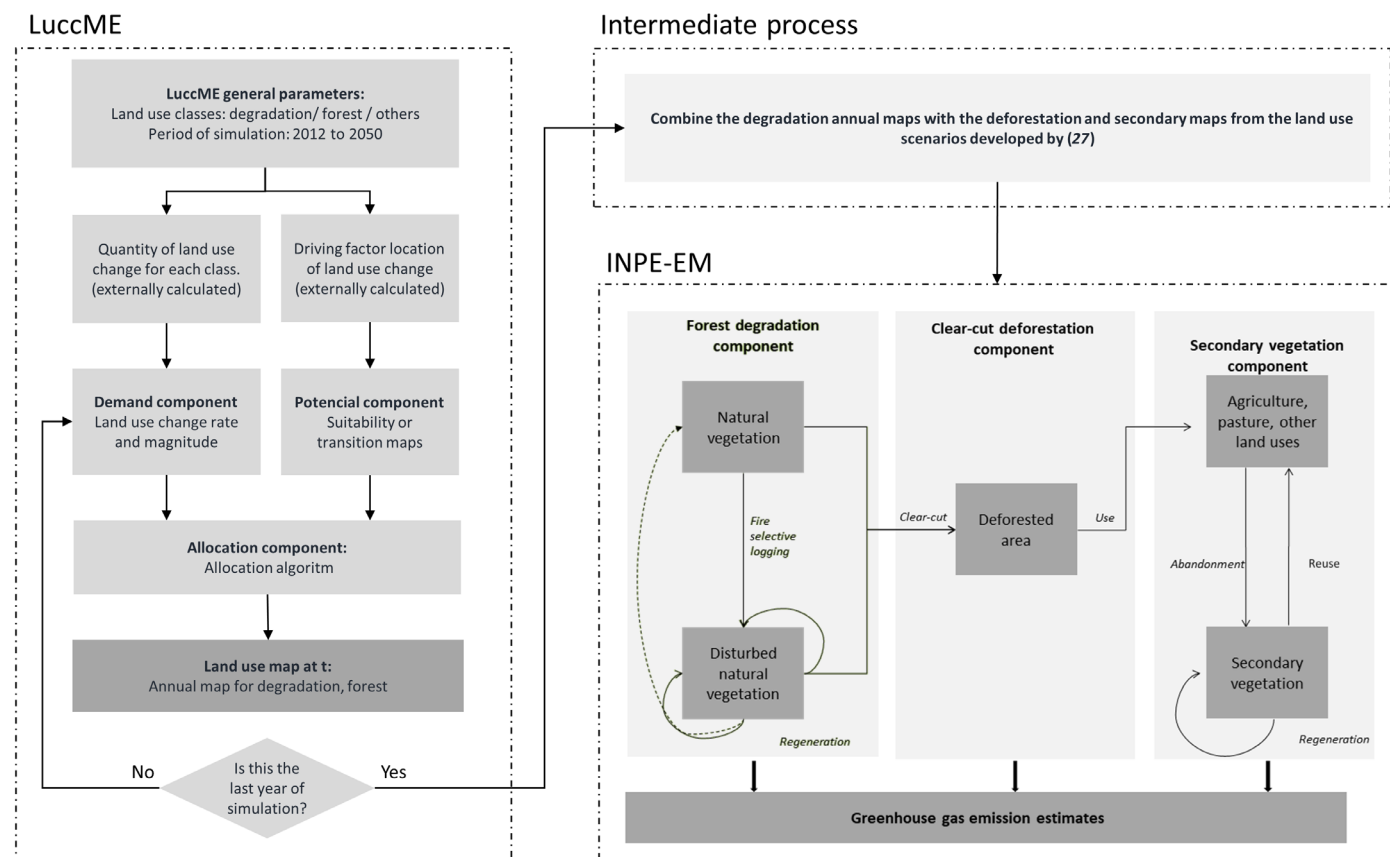 LuccME
LuccME general parameters:
Land use classes: degradation/ forest / others
Period of simulation: 2012 to 2050
Quantity of land use
change for each class.
(externally calculated)
Driving factor location
of land use change
(externally calculated)
Demand component
Land use change rate
and magnitude
Potencial component
Suitability or
transition maps
Allocation component:
Allocation algoritm
Land use map at t:
Annual map for degradation, forest
No
Is this the
last year of
simulation?
Yes
Intermediate process
Combine the degradation annual maps with the deforestation and secondary maps from the land use
scenarios developed by (27)
INPE-EM
Forest degradation
component
Natural
vegetation
Fire
selective
logging
Disturbed
natural
vegetation
Regeneration
Clear-cut deforestation
component
Clear-cut
Deforested
area
Use
Secondary vegetation
component
Agriculture,
pasture, other
land uses
Abandonment
Reuse
Secondary
vegetation
Regeneration
Greenhouse gas emission estimates